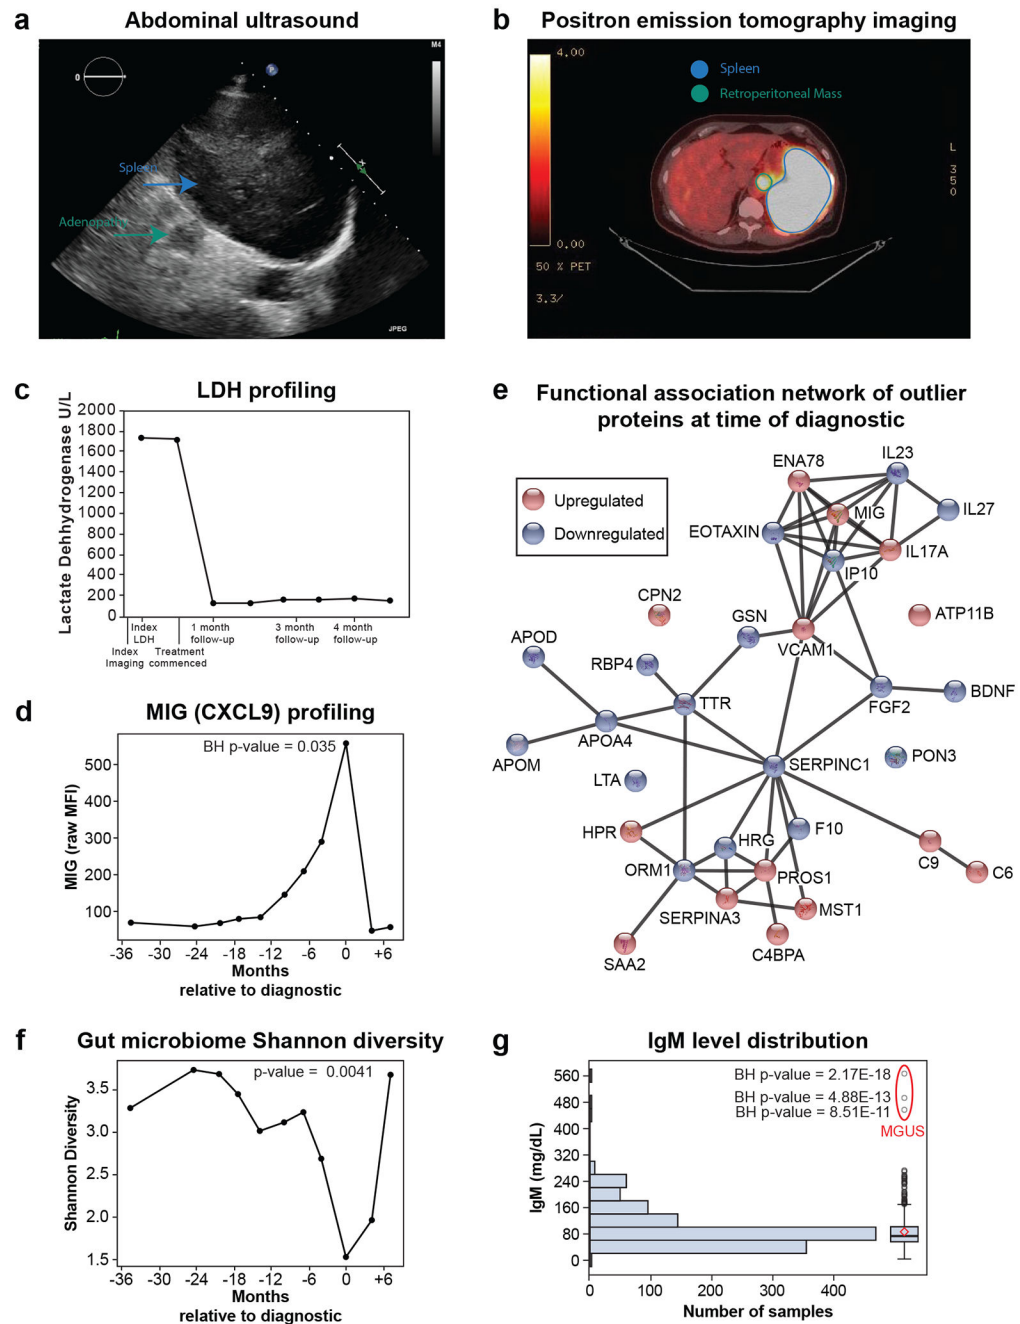 a
Abdominal ultrasound
M4
0
P
Spleen
Adenopathy
JPEG
b
Positron emission tomography imaging
4.00
Spleen
Retroperitoneal Mass
L
3
5
0
0.00
50 % PET
3.3/
c
LDH profiling
Lactate Dehhydrogenase U/L
2000
1800
1600
1400
1200
1000
800
600
400
200
0
Index
LDH
1 month
follow-up
3 month
follow-up
4 month
follow-up
Index
Imaging
Treatment
commenced
d
MIG (CXCL9) profiling
BH p-value = 0.035
MIG (raw MFI)
500
400
300
200
100
-36 -30 -24 -18 -12 -6 0 +6
Months
relative to diagnostic
e
Functional association network of outlier
proteins at time of diagnostic
Upregulated
Downregulated
ENA78
IL23
MIG
IL27
EOTAXIN
IL17A
IP10
CPN2
GSN
ATP11B
VCAM1
APOD
RBP4
TTR
FGF2
BDNF
APOA4
APOM
SERPINC1
PON3
LTA
HPR
HRG
F10
C9
C6
ORM1
PROS1
SERPINA3
MST1
SAA2
C4BPA
f
Gut microbiome Shannon diversity
p-value = 0.0041
Shannon Diversity
3.5
3.0
2.5
2.0
1.5
-36 -30 -24 -18 -12 -6 0 +6
Months
relative to diagnostic
g
IgM level distribution
IgM (mg/dL)
560
480
400
320
240
160
80
0
BH p-value = 2.17E-18
BH p-value = 4.88E-13
BH p-value = 8.51E-11
MGUS
0 100 200 300 400
Number of samples